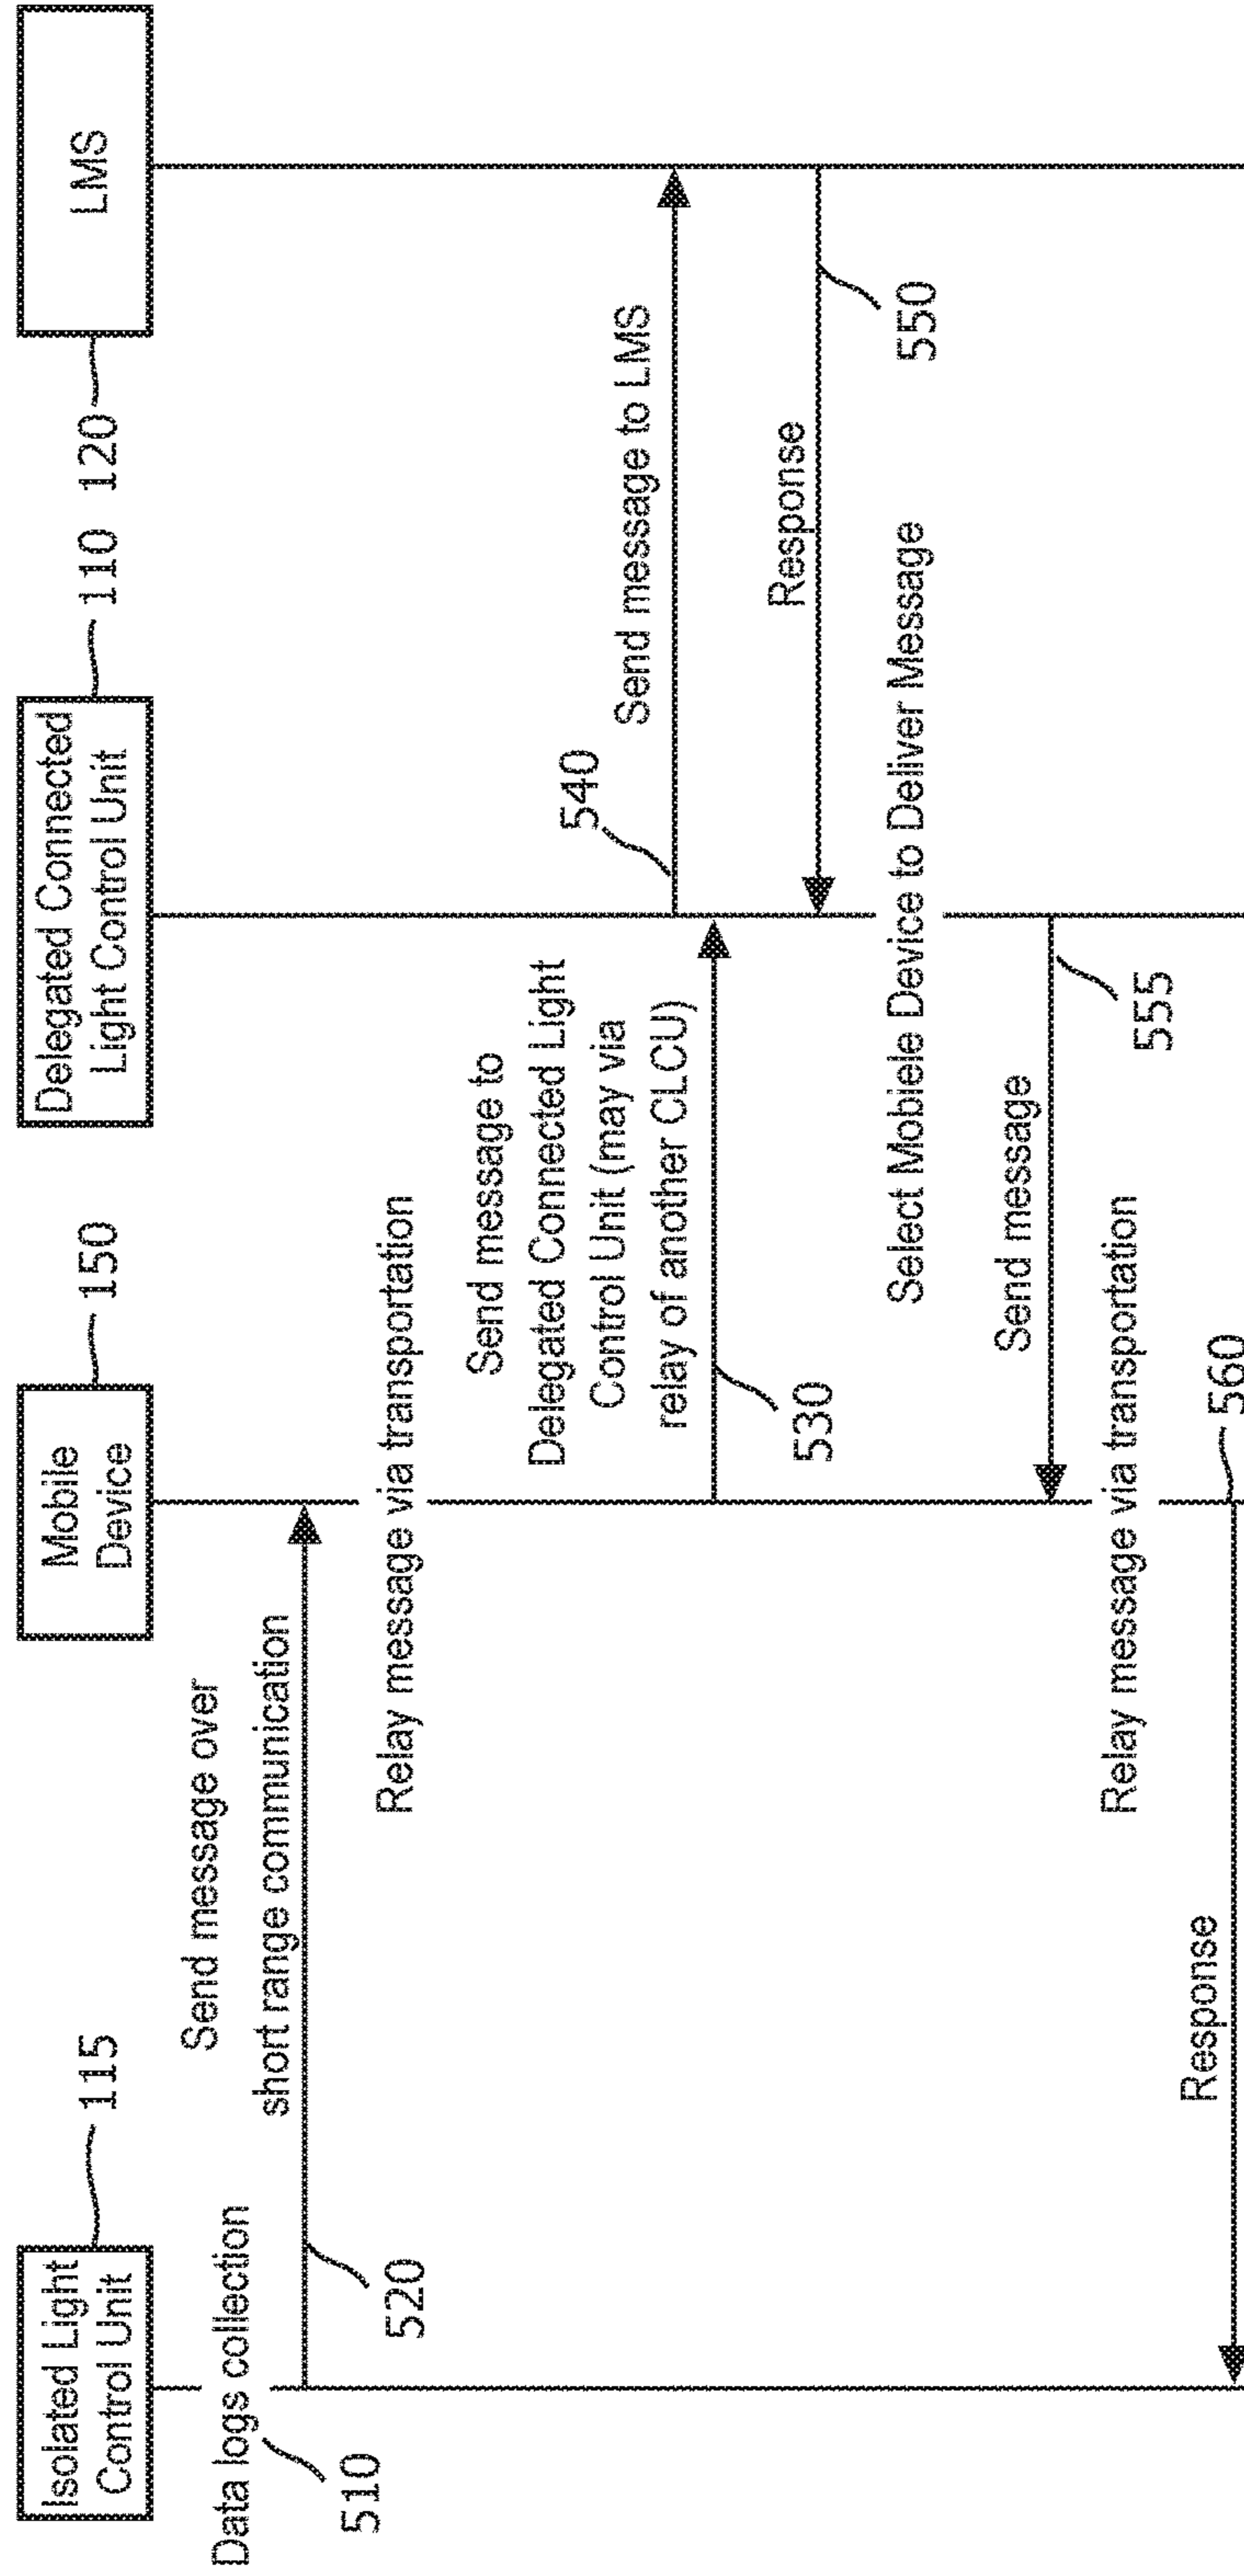 Isolated Light
Control Unit
115
Mobile
Device
150
Delegated Connected
Light Control Unit
110
LMS
120
Data logs collection
510
Send message over
short range communication
520
Relay message via transportation
Send message to
Delegated Connected Light
Control Unit (may via
relay of another CLCU)
530
540
Send message to LMS
Response
550
Select Mobiele Device to Deliver Message
Send message
555
Relay message via transportation
Response
560